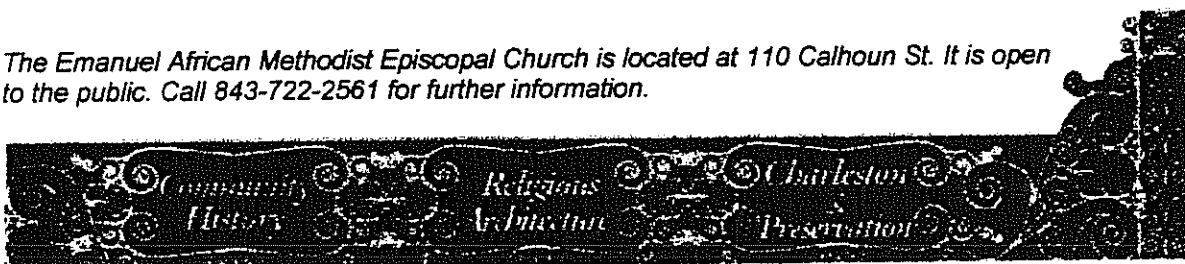 The Emanuel African Methodist Episcopal Church is located at 110 Calhoun St. It is open
to the public. Call 843-722-2561 for further information.
Community
History
Religious
Architecture
Charleston
&
Preservation